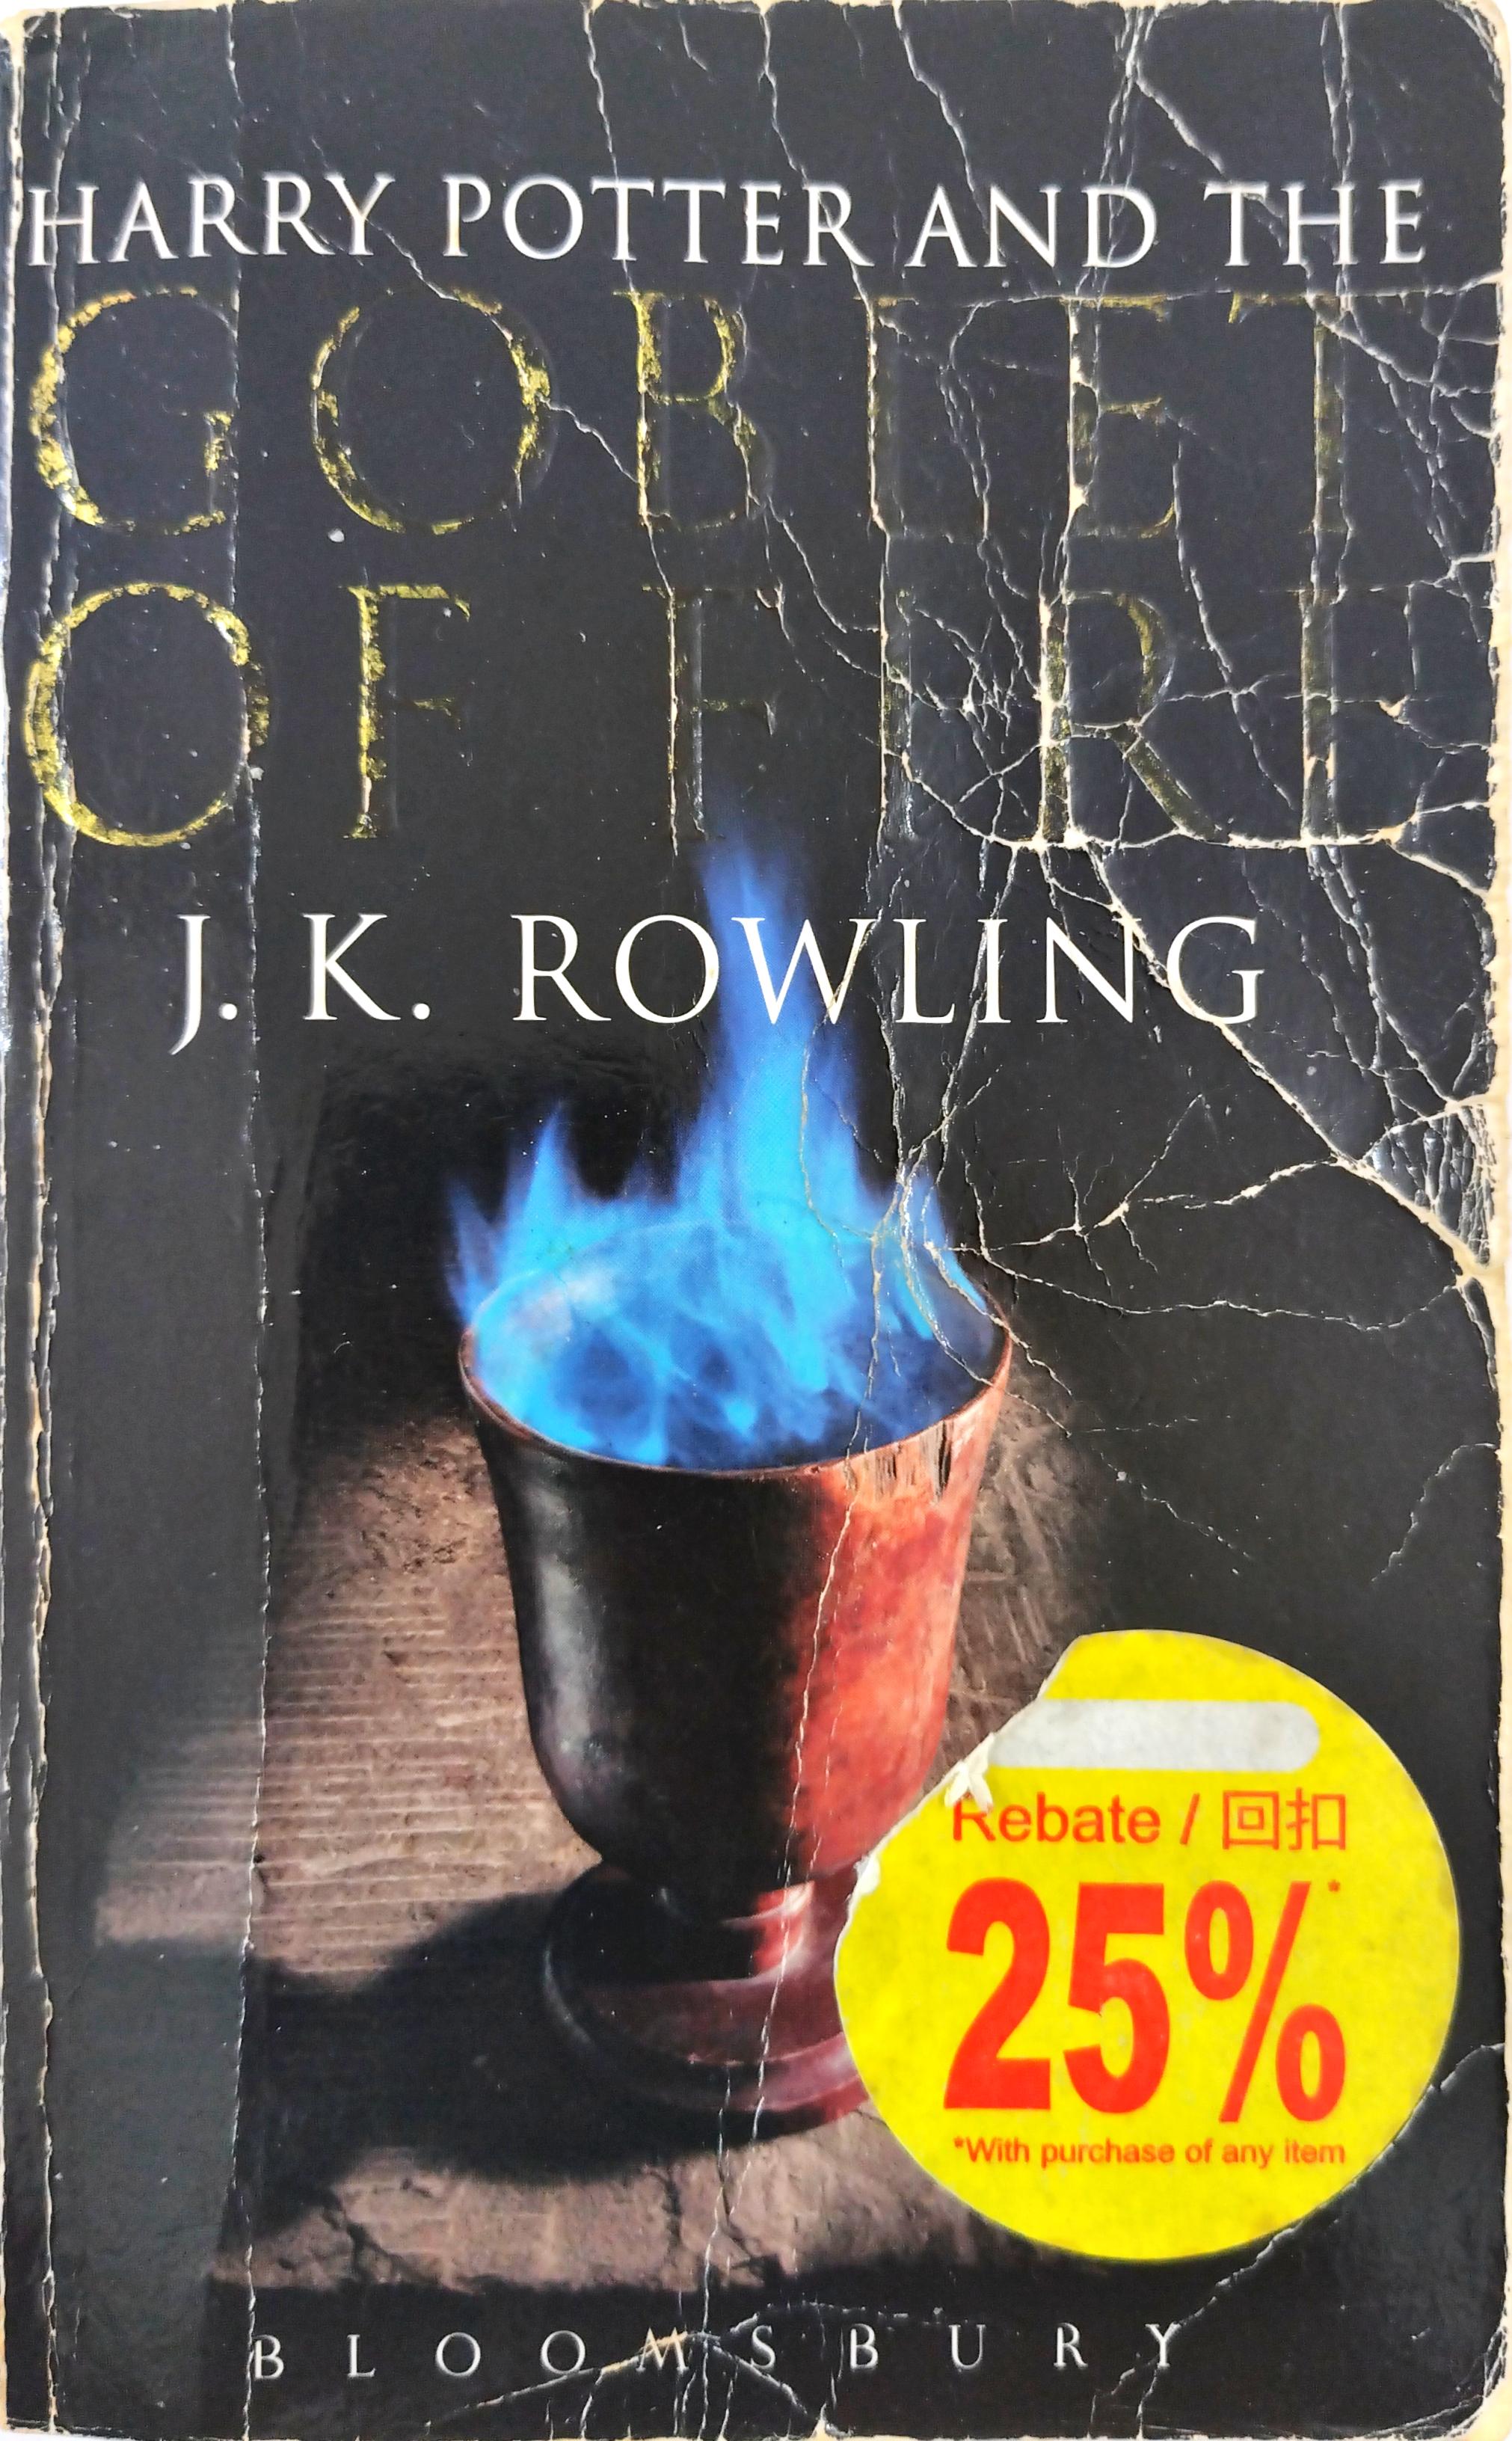 HARRY POTTER AND THE
GOBLET
OF FIRE
J. K. ROWLING
Rebate / 回扣
25%*
*With purchase of any item
BLOOMSBURY